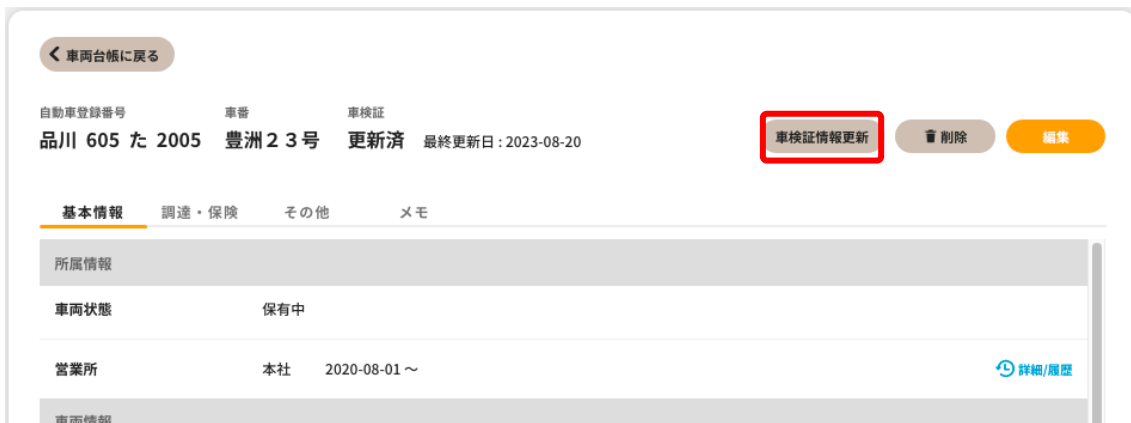 車両台帳に戻る
自動車登録番号 車番 車検証
品川 605 た 2005 豊洲23号 更新済 最終更新日 : 2023-08-20
車検証情報更新 削除 編集
基本情報 調達・保険 その他 メモ
所属情報
車両状態 保有中
営業所 本社 2020-08-01 ~ 詳細/履歴
車両情報